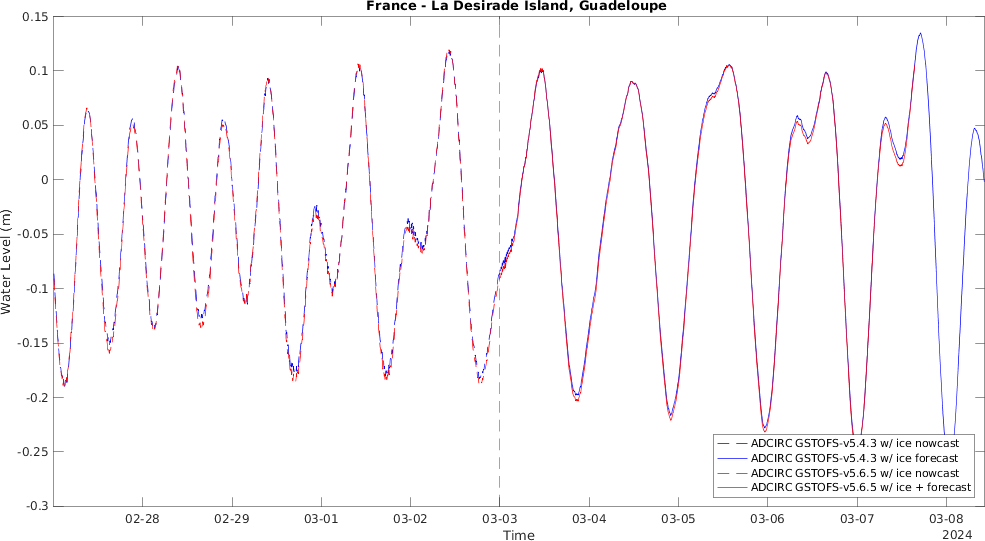 France - La Desirade Island, Guadeloupe
Water Level (m)
0.15
0.1
0.05
0
-0.05
-0.1
-0.15
-0.2
-0.25
-0.3
ADCIRC GSTOFS-v5.4.3 w/ ice nowcast
ADCIRC GSTOFS-v5.4.3 w/ ice forecast
ADCIRC GSTOFS-v5.6.5 w/ ice nowcast
ADCIRC GSTOFS-v5.6.5 w/ ice + forecast
02-28 02-29 03-01 03-02 03-03 03-04 03-05 03-06 03-07 03-08
Time 2024